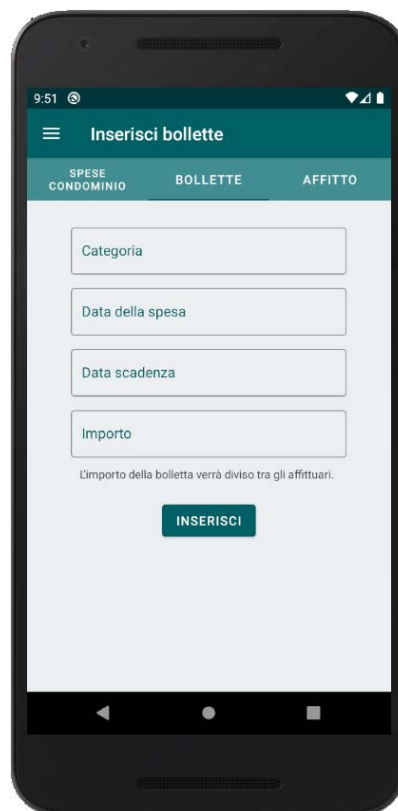 9:51
Inserisci bollette
SPESE
CONDOMINIO
BOLLETTE
AFFITTO
Categoria
Data della spesa
Data scadenza
Importo
L'importo della bolletta verrà diviso tra gli affittuari.
INSERISCI